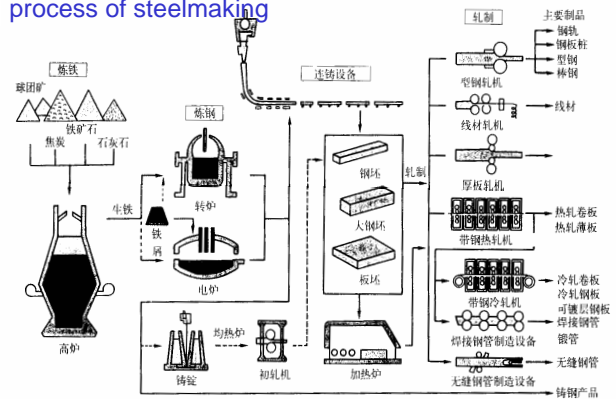 process of steelmaking
炼铁
球团矿
铁矿石
焦炭
石灰石
高炉
生铁
炼钢
转炉
铁
屑
电炉
铸锭
均热炉
初轧机
连铸设备
钢坯
大钢坯
板坯
加热炉
轧制
轧制
主要制品
型钢轧机
钢轨
钢板桩
型钢
棒钢
线材轧机
线材
厚板轧机
带钢热轧机
热轧卷板
热轧薄板
带钢冷轧机
冷轧卷板
冷轧钢板
可镀层钢板
焊接钢管制造设备
焊接钢管
锻管
无缝钢管制造设备
无缝钢管
铸钢产品